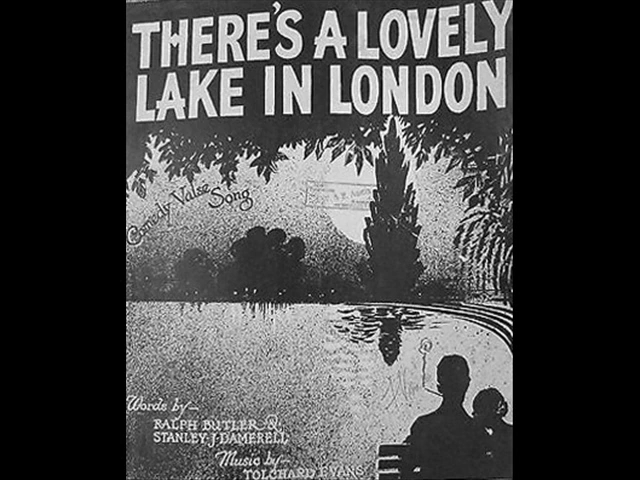 THERE'S A LOVELY
LAKE IN LONDON
Comedy Valse Song
Words by—
RALPH BUTLER &
STANLEY J. DAMERELL
Music by—
TOLCHARD EVANS